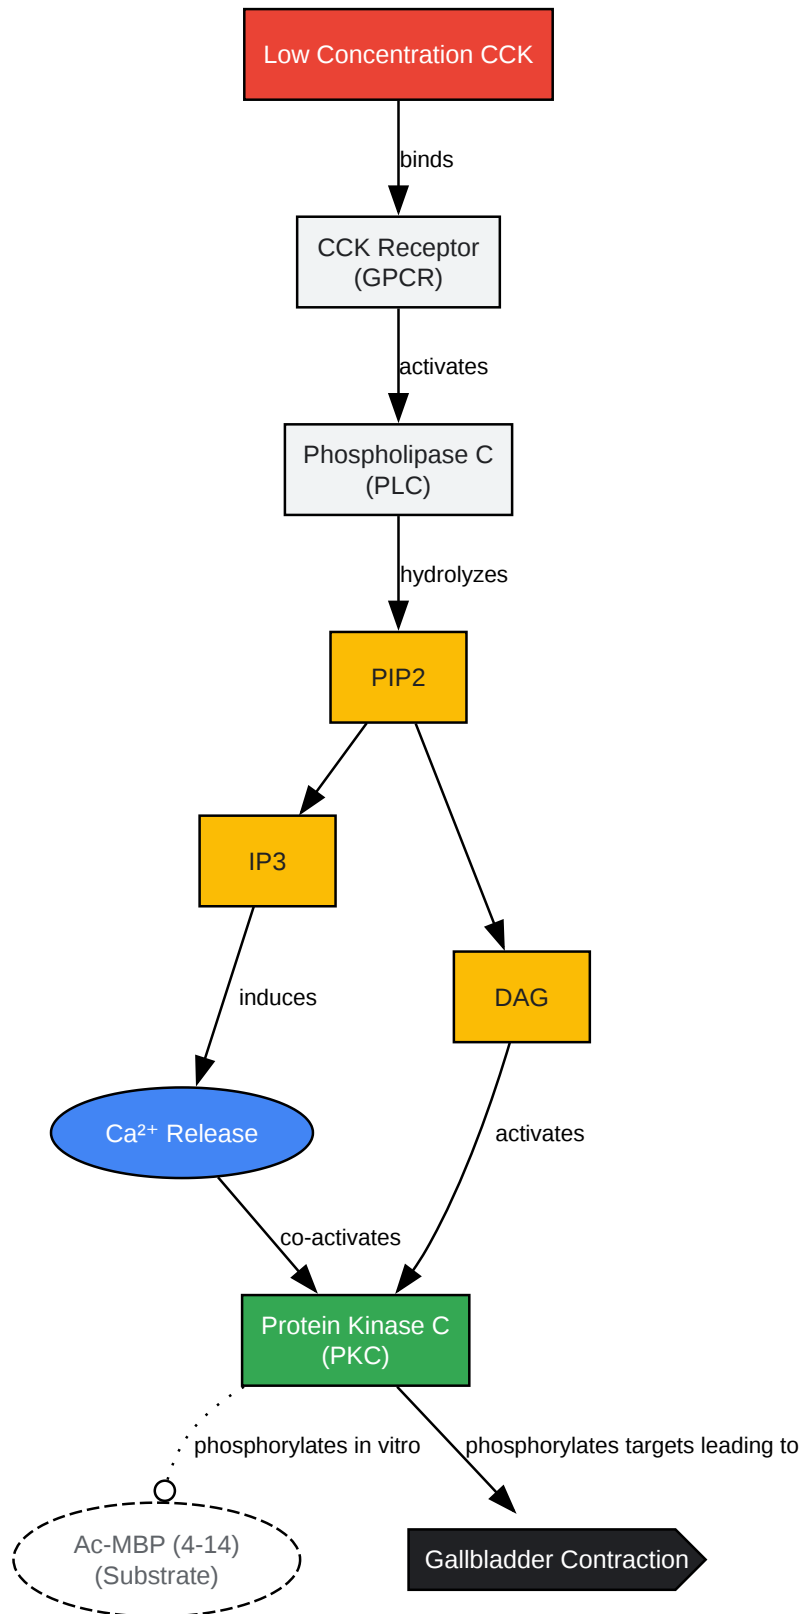 Low Concentration CCK
binds
CCK Receptor
(GPCR)
activates
Phospholipase C
(PLC)
hydrolyzes
PIP2
IP3
induces
DAG
Ca²⁺ Release
activates
co-activates
Protein Kinase C
(PKC)
phosphorylates in vitro
phosphorylates targets leading to
Ac-MBP (4-14)
(Substrate)
Gallbladder Contraction